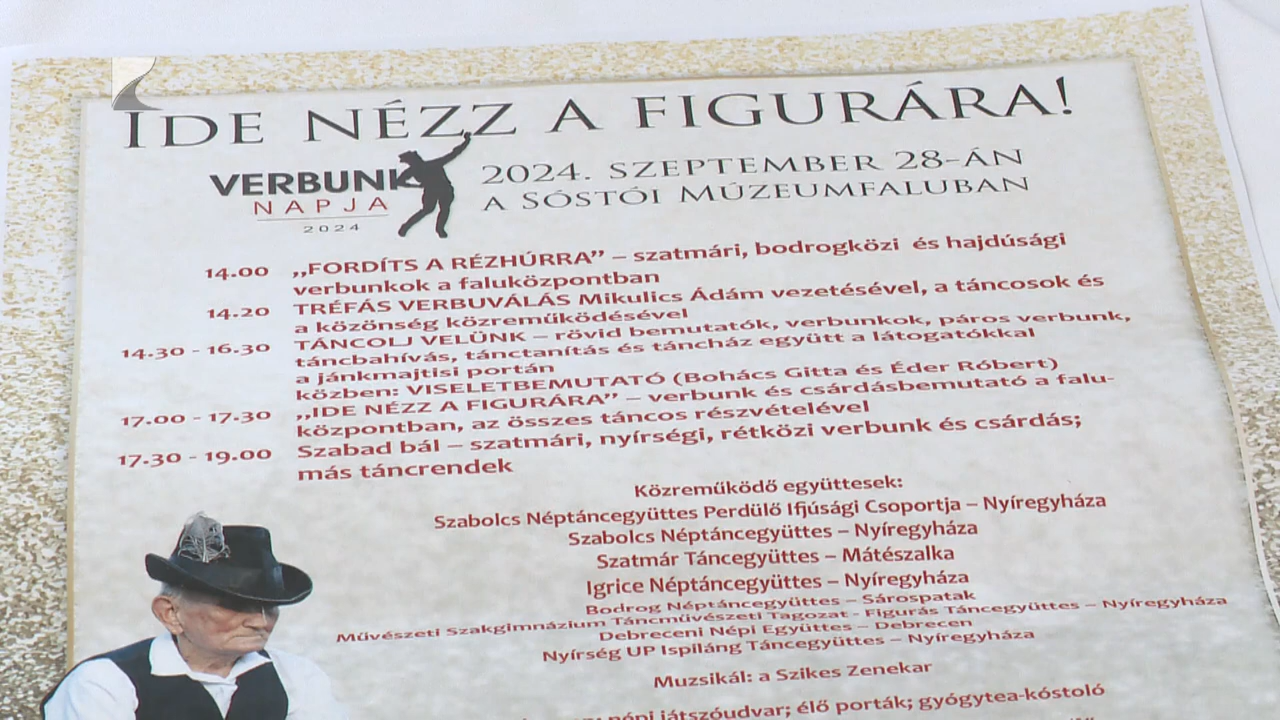 IDE NÉZZ A FIGURÁRA!
VERBUNK
NAPJA
2024
2024. SZEPTEMBER 28-ÁN
A SÓSTÓI MÚZEUMFALUBAN
14.00 „FORDÍTS A RÉZHÚRRA” – szatmári, bodrogközi és hajdúsági
verbunkok a faluközpontban
14.20 TRÉFÁS VERBUVÁLÁS Mikulics Ádám vezetésével, a táncosok és
a közönség közreműködésével
14.30 - 16.30 TÁNCOLJ VELÜNK – rövid bemutatók, verbunkok, páros verbunk,
táncbahívás, tánctanítás és táncház együtt a látogatókkal
a jánkmajtisi portán
közben: VISELETBEMUTATÓ (Bohács Gitta és Éder Róbert)
17.00 - 17.30 „IDE NÉZZ A FIGURÁRA” – verbunk és csárdásbemutató a falu-
központban, az összes táncos részvételével
17.30 - 19.00 Szabad bál – szatmári, nyírségi, rétközi verbunk és csárdás;
más táncrendek
Közreműködő együttesek:
Szabolcs Néptáncegyüttes Perdülő Ifjúsági Csoportja – Nyíregyháza
Szabolcs Néptáncegyüttes – Nyíregyháza
Szatmár Táncegyüttes – Mátészalka
Igrice Néptáncegyüttes – Nyíregyháza
Bodrog Néptáncegyüttes – Sárospatak
Művészeti Szakgimnázium Táncművészeti Tagozat - Figurás Táncegyüttes – Nyíregyháza
Debreceni Népi Együttes – Debrecen
Nyírség UP Ispiláng Táncegyüttes – Nyíregyháza
Muzsikál: a Szikes Zenekar
népi játszóudvar; élő porták; gyógytea-kóstoló